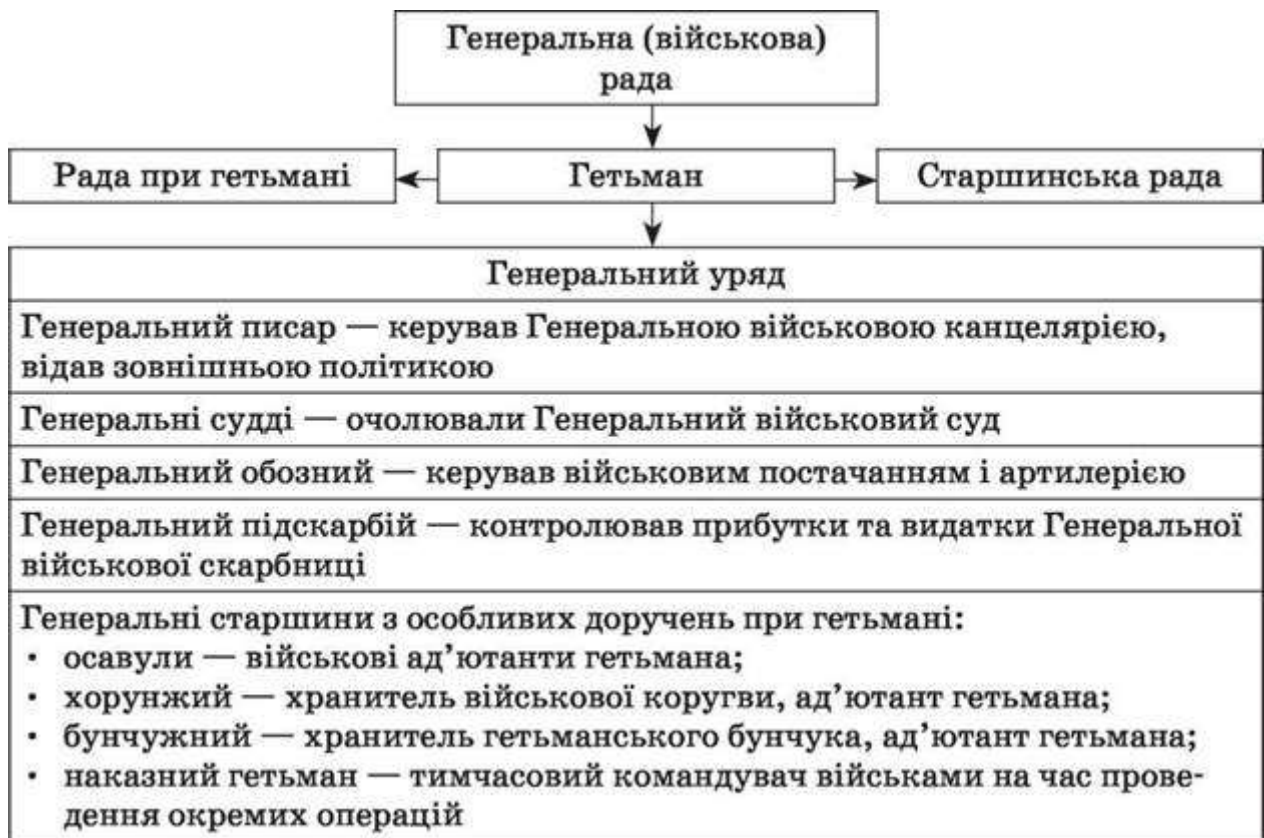 Генеральна (військова)
рада
Рада при гетьмані
Гетьман
Старшинська рада
Генеральний уряд
Генеральний писар — керував Генеральною військовою канцелярією,
відав зовнішньою політикою
Генеральні судді — очолювали Генеральний військовий суд
Генеральний обозний — керував військовим постачанням і артилерією
Генеральний підскарбій — контролював прибутки та видатки Генеральної
військової скарбниці
Генеральні старшини з особливих доручень при гетьмані:
• осавули — військові ад’ютанти гетьмана;
• хорунжий — хранитель військової коругви, ад’ютант гетьмана;
• бунчужний — хранитель гетьманського бунчука, ад’ютант гетьмана;
• наказний гетьман — тимчасовий командувач військами на час прове-
дення окремих операцій